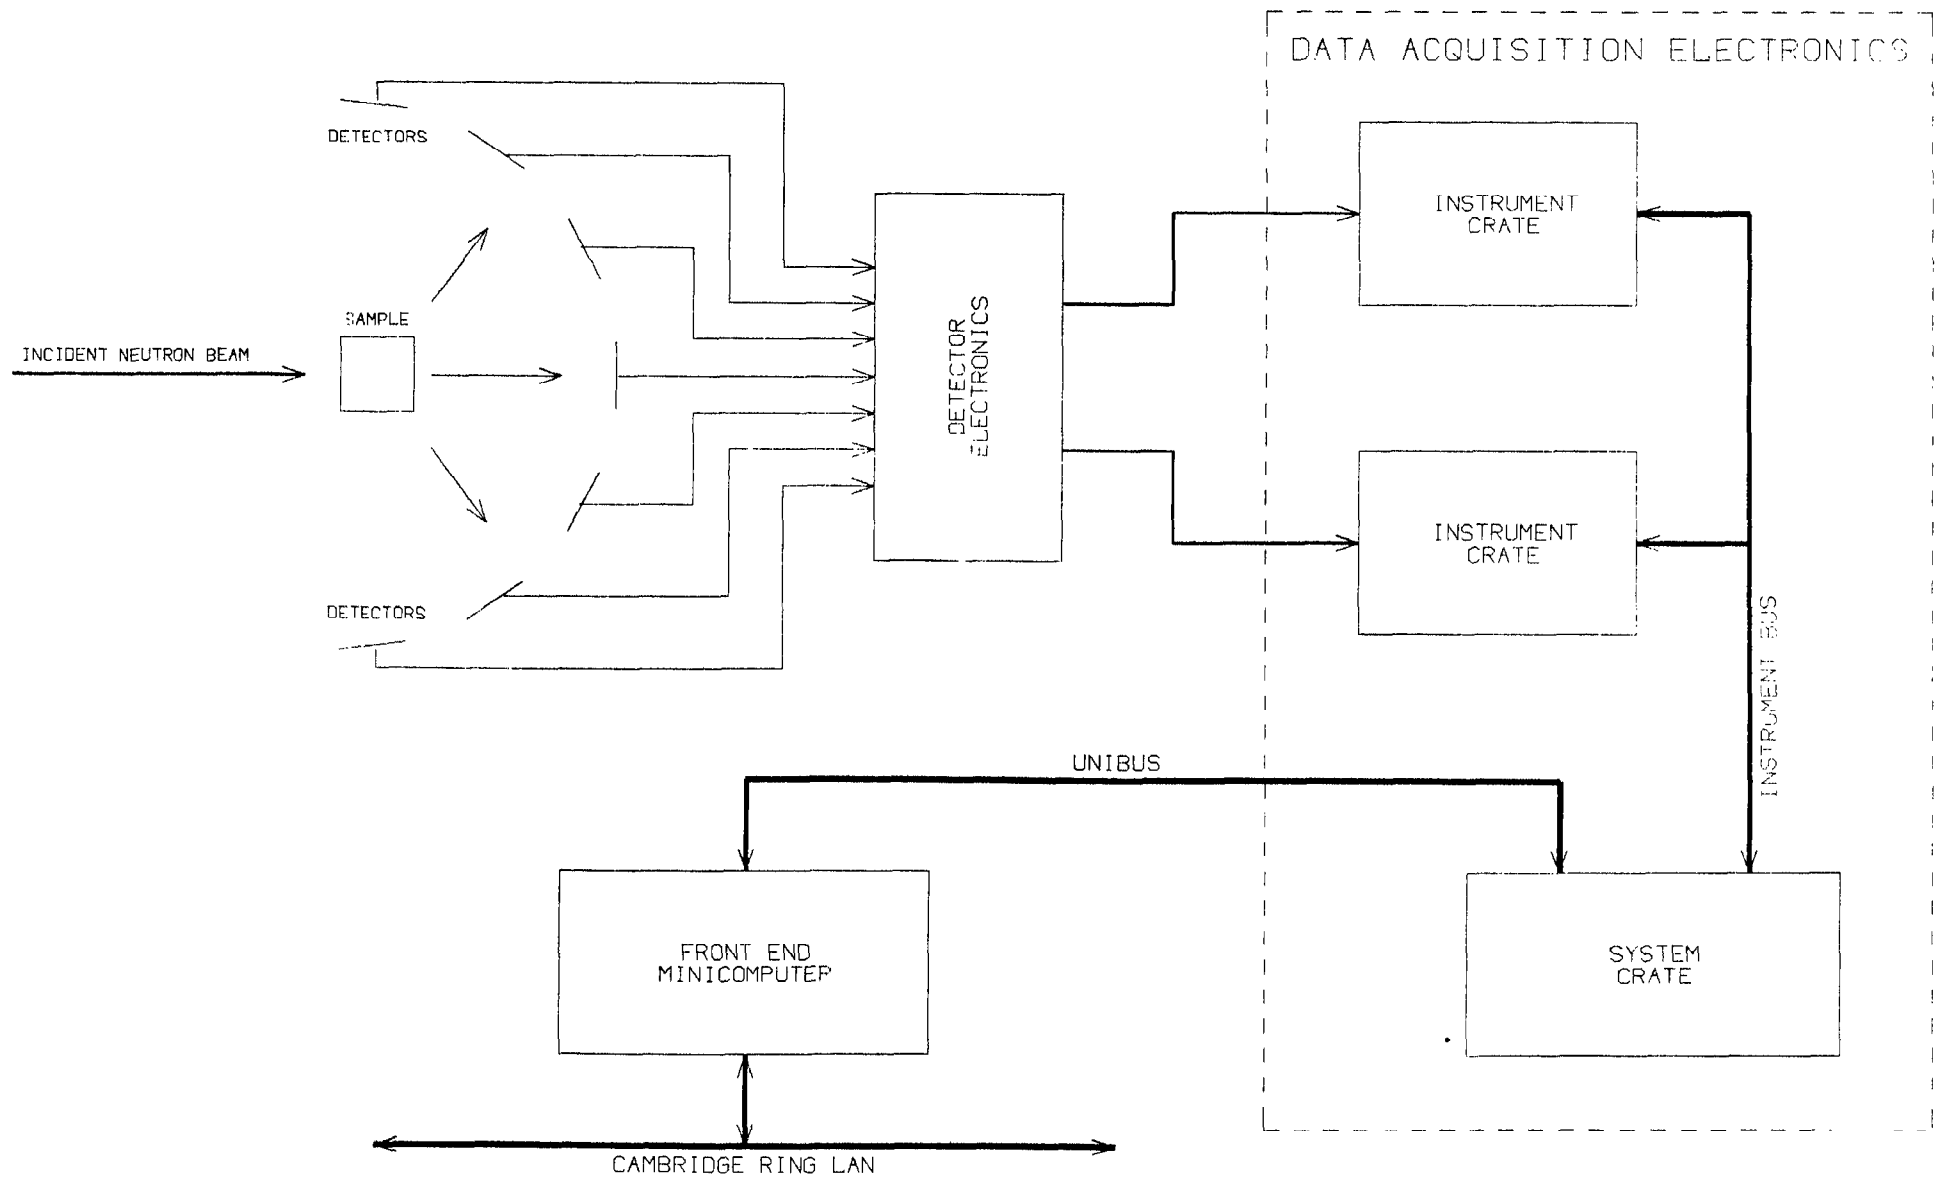 DATA ACQUISITION ELECTRONICS
DETECTORS
INSTRUMENT
CRATE
SAMPLE
INCIDENT NEUTRON BEAM
DETECTOR
ELECTRONICS
INSTRUMENT
CRATE
DETECTORS
INSTRUMENT BUS
UNIBUS
FRONT END
MINICOMPUTER
SYSTEM
CRATE
CAMBRIDGE RING LAN